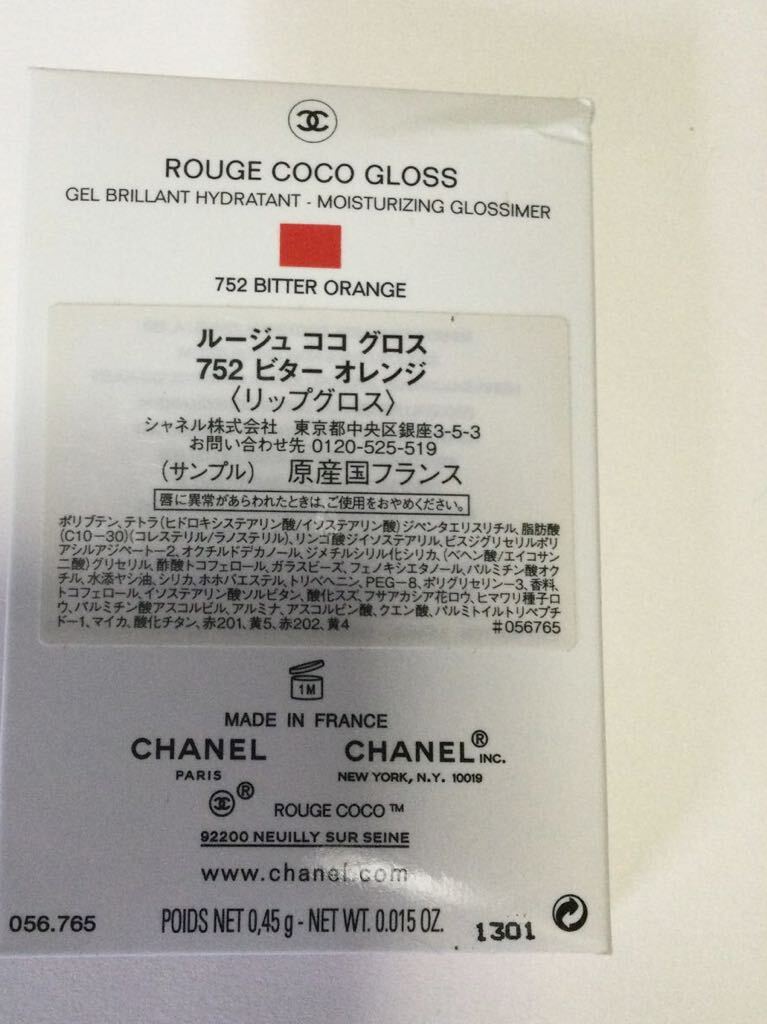 ROUGE COCO GLOSS
GEL BRILLANT HYDRATANT - MOISTURIZING GLOSSIMER
752 BITTER ORANGE
ルージュ ココ グロス
752 ビター オレンジ
〈リップグロス〉
シャネル株式会社 東京都中央区銀座3-5-3
お問い合わせ先 0120-525-519
(サンプル) 原産国フランス
唇に異常があらわれたときは、ご使用をおやめください。
ポリブテン、テトラ(ヒドロキシステアリン酸/イソステアリン酸)ジペンタエリスリチル、脂肪酸
(C10-30)(コレステリル/ラノステリル)、リンゴ酸ジイソステアリル、ビスジグリセリルポリ
アシルアジペート-2、オクチルドデカノール、ジメチルシリル化シリカ、(ベヘン酸/エイコサン
二酸)グリセリル、酢酸トコフェロール、ガラスビーズ、フェノキシエタノール、パルミチン酸オク
チル、水添ヤシ油、シリカ、ホホバエステル、トリベヘニン、PEG-8、ポリグリセリン-3、香料、
トコフェロール、イソステアリン酸ソルビタン、酸化スズ、フサアカシア花ロウ、ヒマワリ種子ロ
ウ、パルミチン酸アスコルビル、アルミナ、アスコルビン酸、クエン酸、パルミトイルトリペプチ
ド-1、マイカ、酸化チタン、赤201、黄5、赤202、黄4
#056765
1M
MADE IN FRANCE
CHANEL CHANEL® INC.
PARIS NEW YORK, N.Y. 10019
® ROUGE COCO™
92200 NEUILLY SUR SEINE
www.chanel.com
056.765 POIDS NET 0,45 g - NET WT. 0.015 OZ. 1301